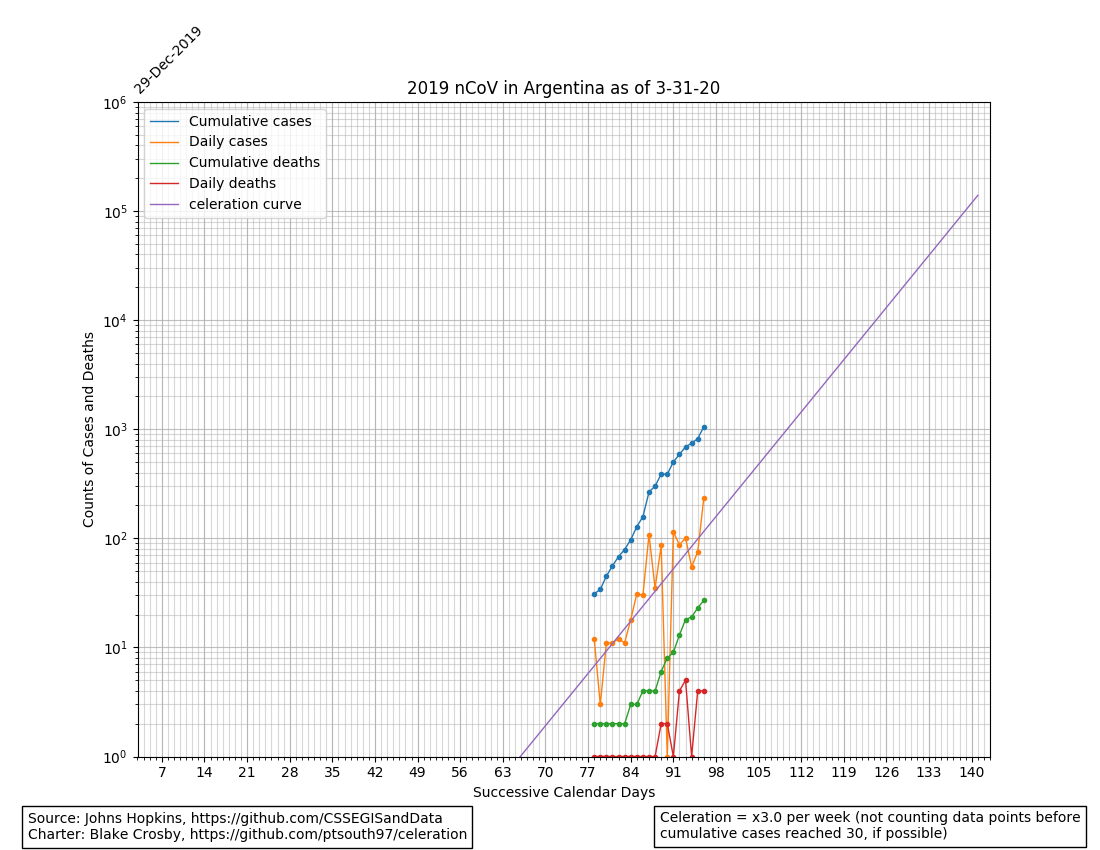 29-Dec-2019
2019 nCoV in Argentina as of 3-31-20
Cumulative cases
Daily cases
Cumulative deaths
Daily deaths
celeration curve
10^6
10^5
10^4
10^3
10^2
10^1
10^0
Counts of Cases and Deaths
7 14 21 28 35 42 49 56 63 70 77 84 91 98 105 112 119 126 133 140
Successive Calendar Days
Source: Johns Hopkins, https://github.com/CSSEGISandData
Charter: Blake Crosby, https://github.com/ptsouth97/celeration
Celeration = x3.0 per week (not counting data points before
cumulative cases reached 30, if possible)